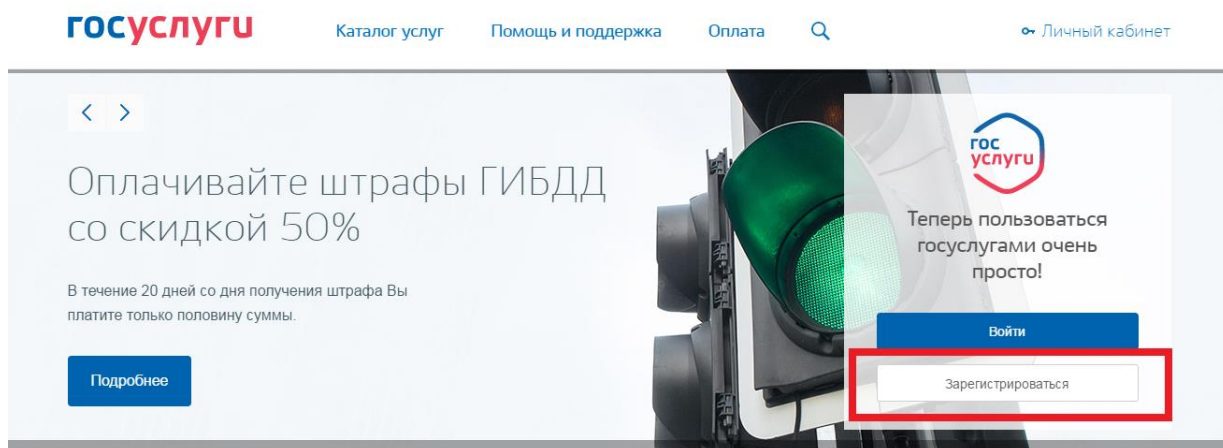 госуслуги
Каталог услуг
Помощь и поддержка
Оплата
Личный кабинет
Оплачивайте штрафы ГИБДД
со скидкой 50%
В течение 20 дней со дня получения штрафа Вы
платите только половину суммы.
Подробнее
гос
услуги
Теперь пользоваться
госуслугами очень
просто!
Войти
Зарегистрироваться